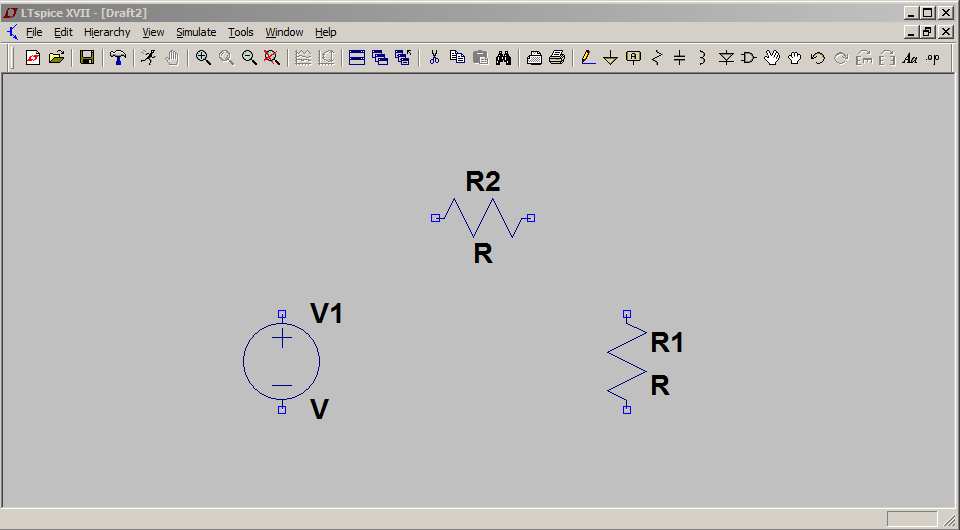 LTspice XVII - [Draft2]
File Edit Hierarchy View Simulate Tools Window Help
Aa .op
R2
R
V1
V
R1
R